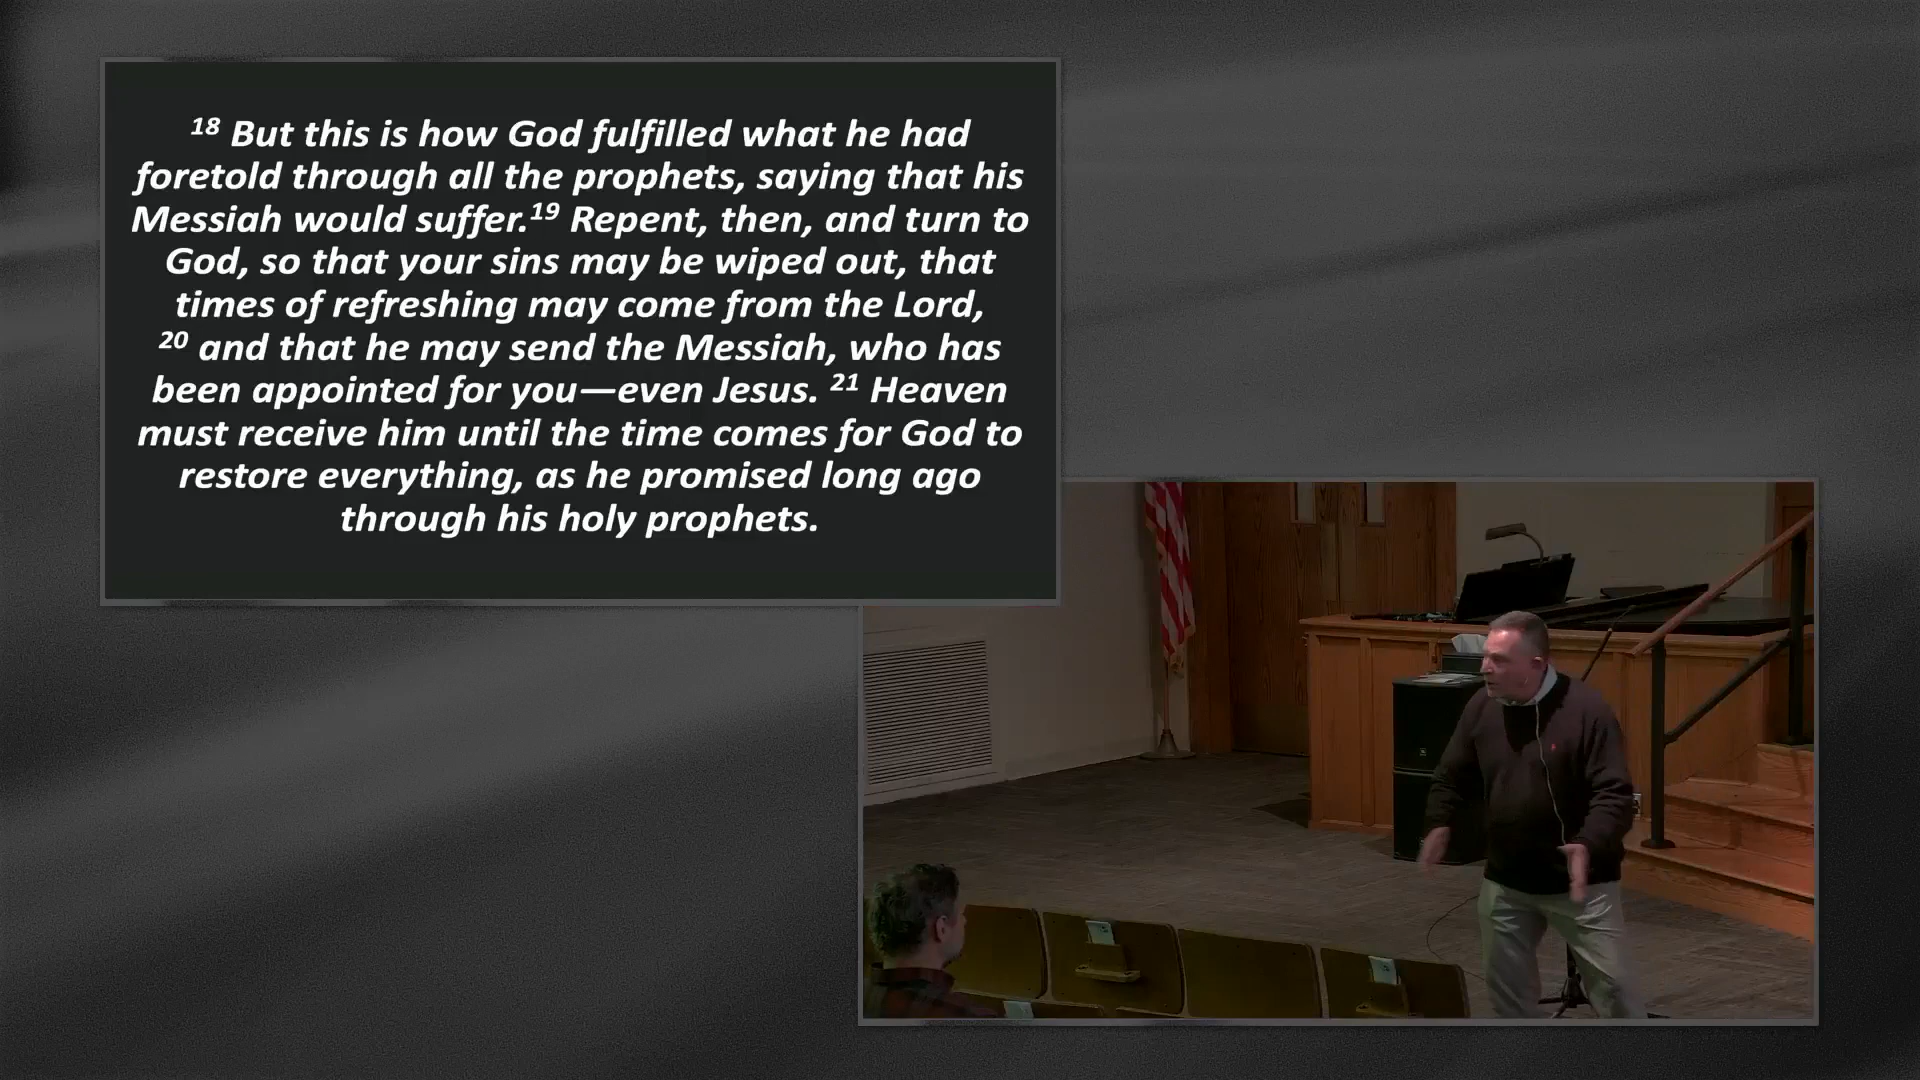 18 But this is how God fulfilled what he had
foretold through all the prophets, saying that his
Messiah would suffer.19 Repent, then, and turn to
God, so that your sins may be wiped out, that
times of refreshing may come from the Lord,
20 and that he may send the Messiah, who has
been appointed for you—even Jesus. 21 Heaven
must receive him until the time comes for God to
restore everything, as he promised long ago
through his holy prophets.